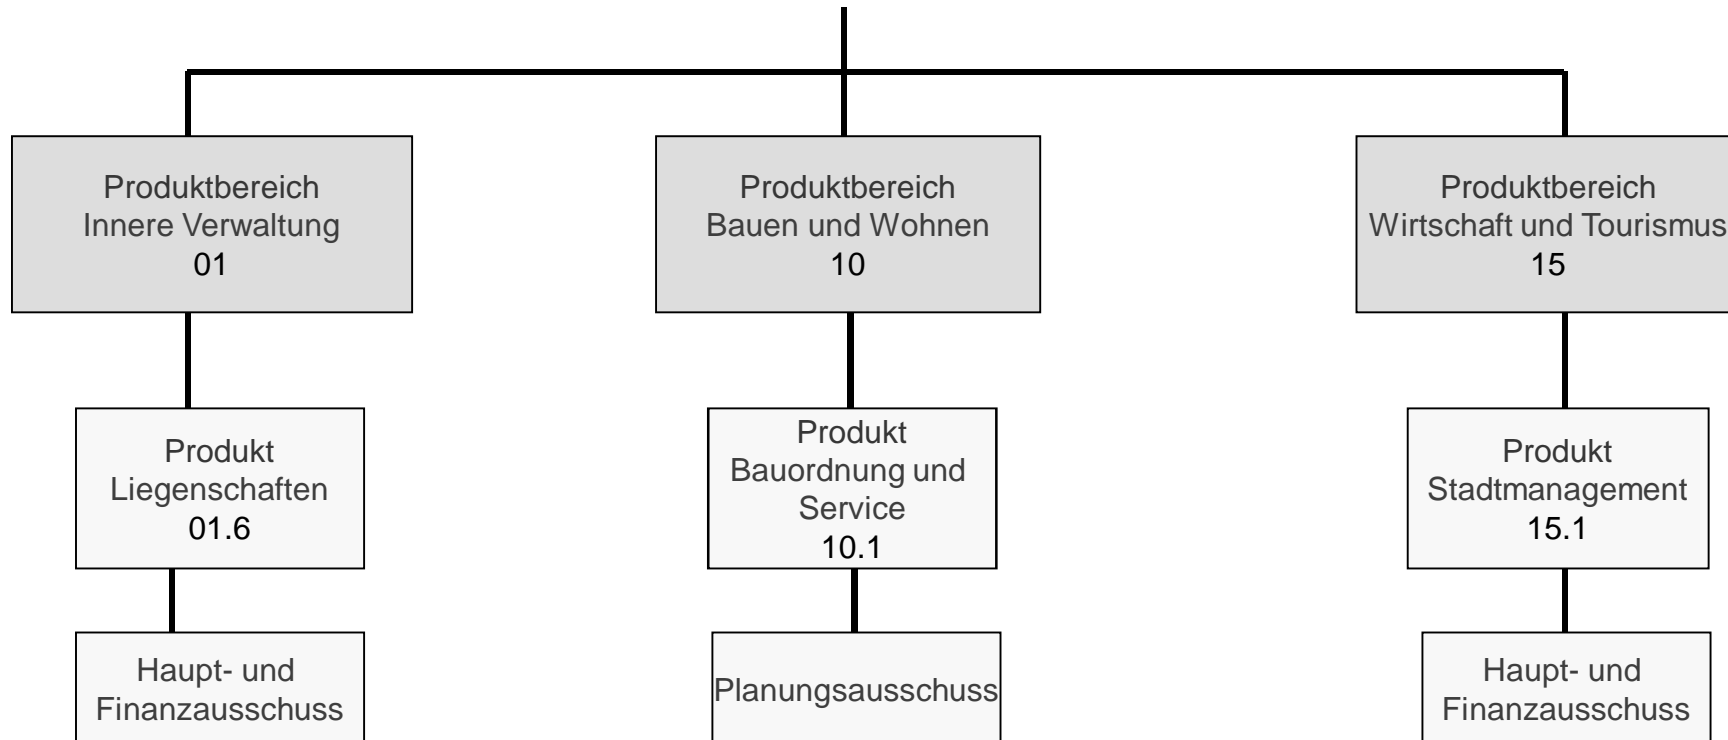 Produktbereich
Innere Verwaltung
01
Produktbereich
Bauen und Wohnen
10
Produktbereich
Wirtschaft und Tourismus
15
Produkt
Liegenschaften
01.6
Produkt
Bauordnung und
Service
10.1
Produkt
Stadtmanagement
15.1
Haupt- und
Finanzausschuss
Planungsausschuss
Haupt- und
Finanzausschuss